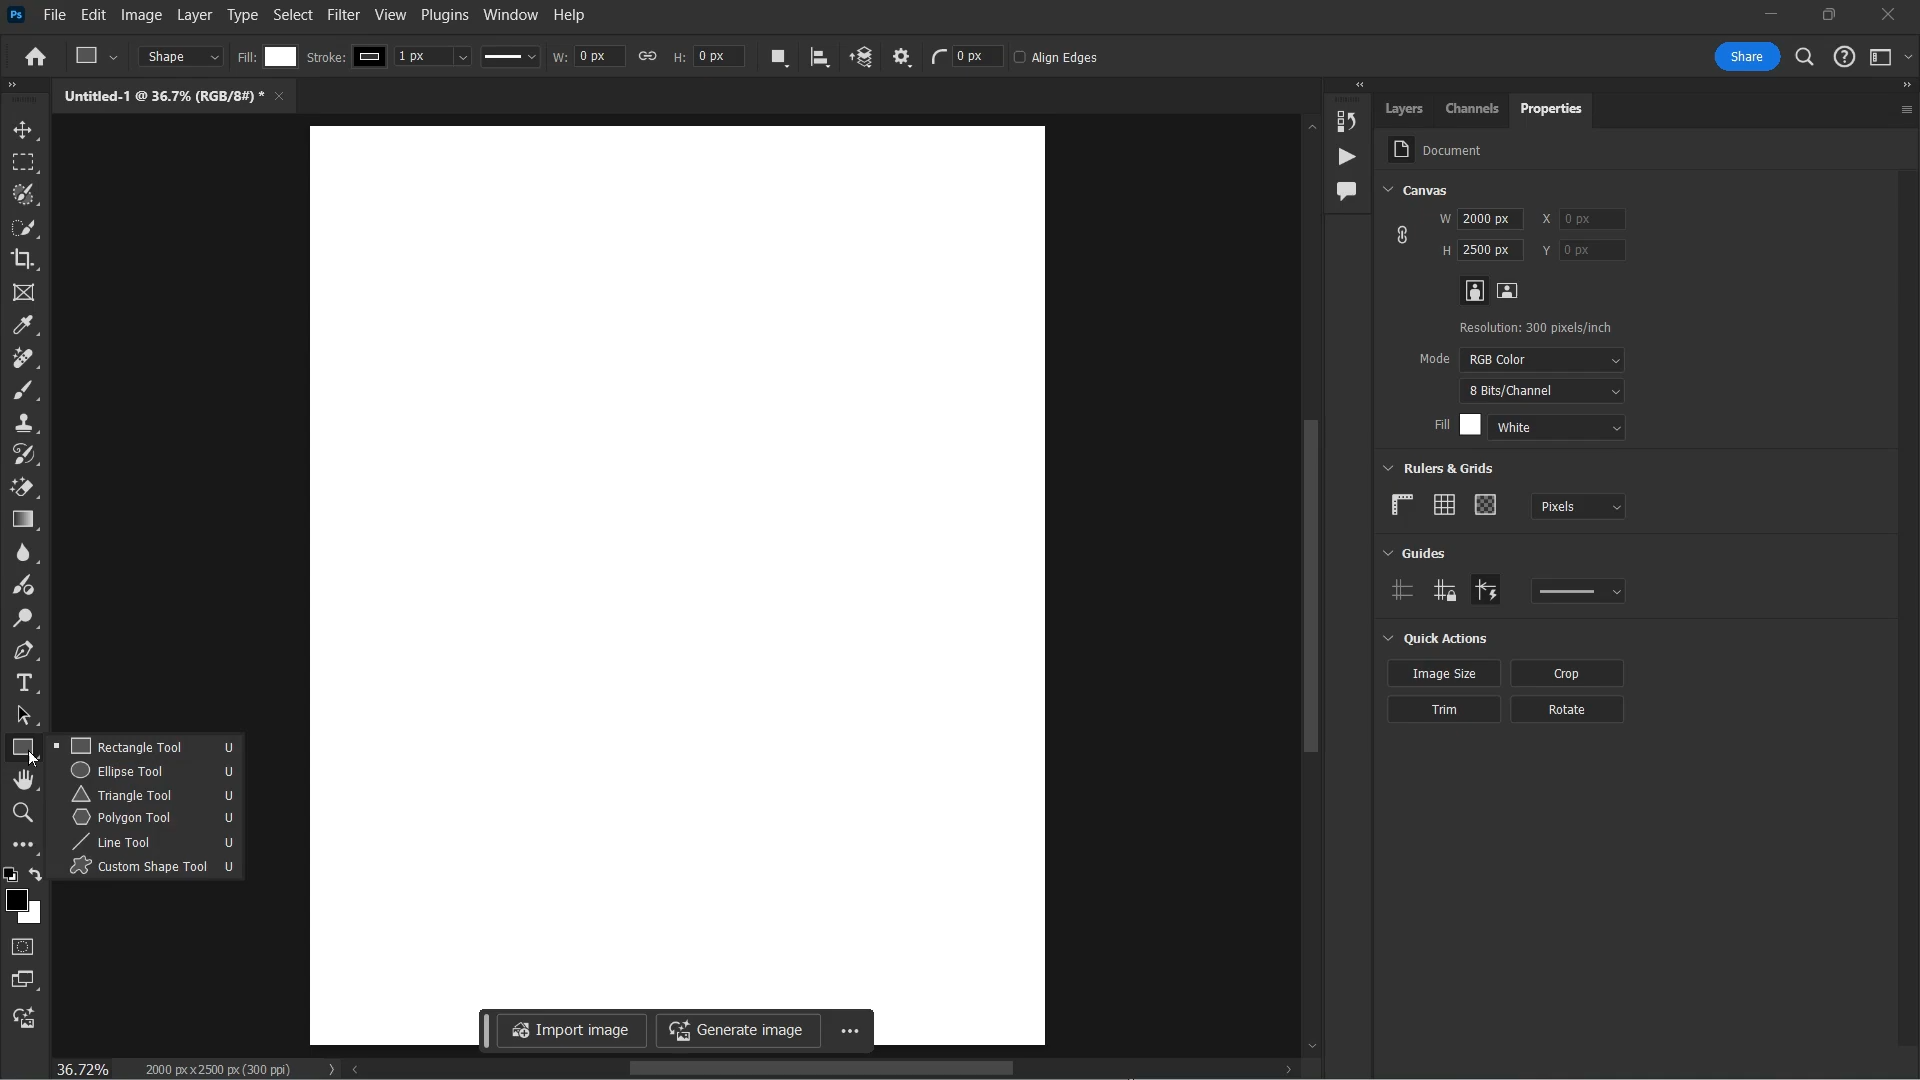 Ps File Edit Image Layer Type Select Filter View Plugins Window Help
Shape Fill: Stroke: 1 px W: 0 px H: 0 px 0 px Align Edges Share
Untitled-1 @ 36.7% (RGB/8#) *
Layers Channels Properties
Document
Canvas
W 2000 px X 0 px
H 2500 px Y 0 px
Resolution: 300 pixels/inch
Mode RGB Color
8 Bits/Channel
Fill White
Rulers & Grids
Pixels
Guides
Quick Actions
Image Size Crop
Trim Rotate
Rectangle Tool U
Ellipse Tool U
Triangle Tool U
Polygon Tool U
Line Tool U
Custom Shape Tool U
Import image Generate image
36.72% 2000 px x 2500 px (300 ppi)